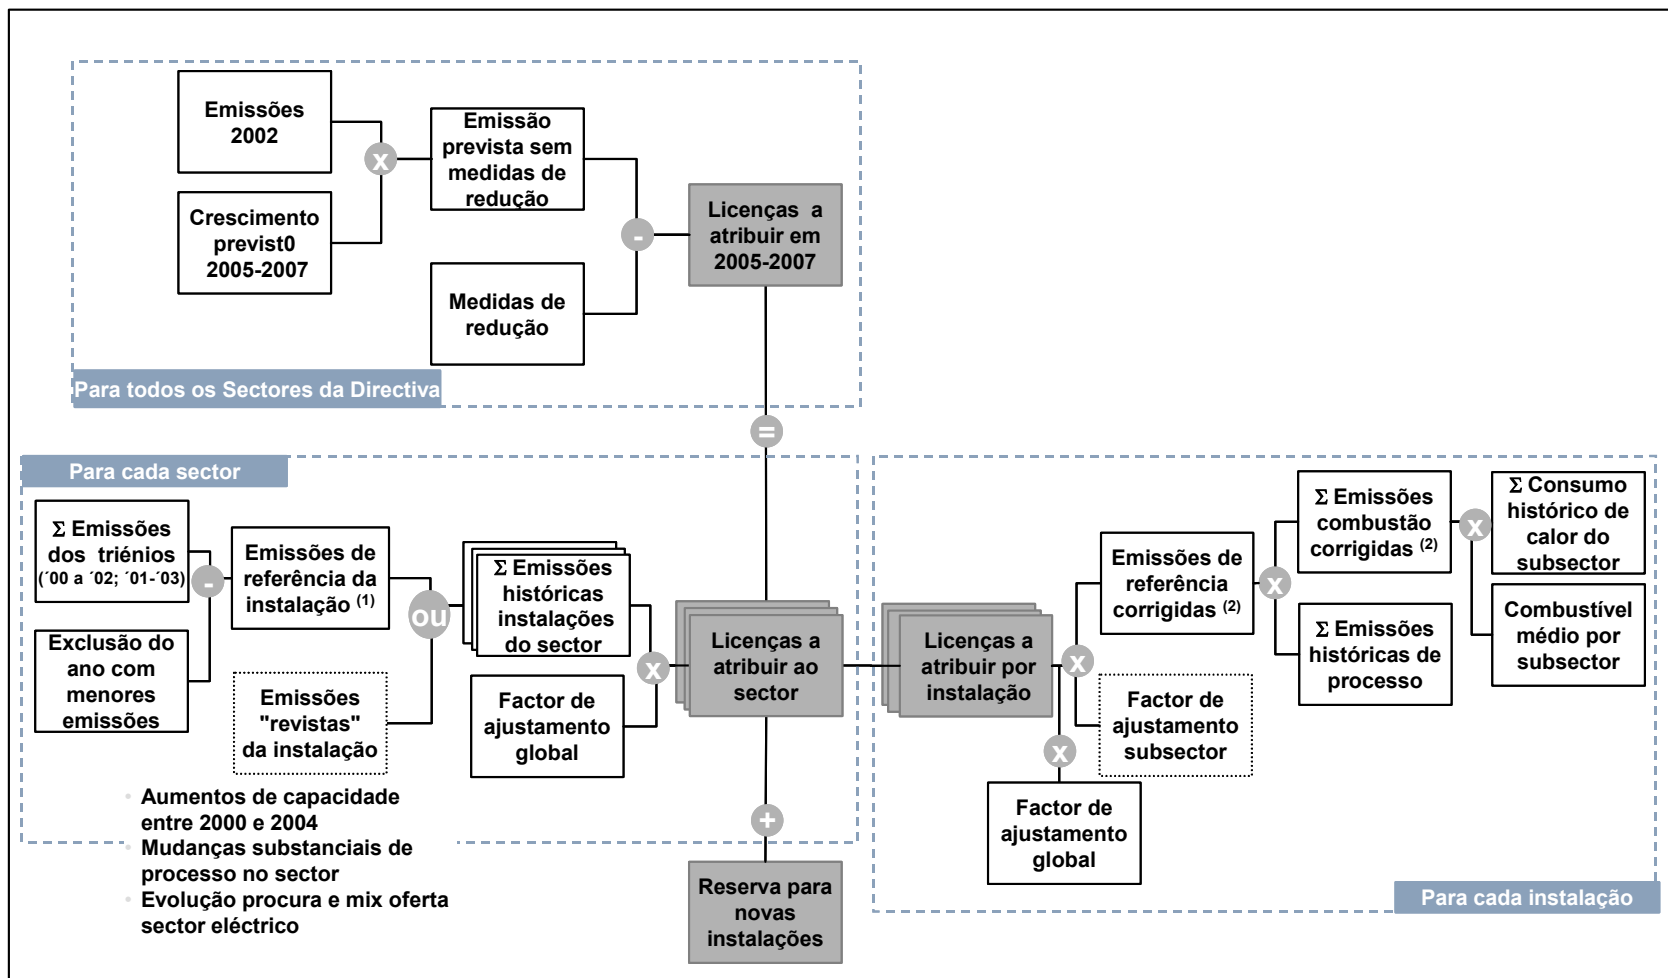 Emissões
2002
x
Crescimento
previst0
2005-2007
Emissão
prevista sem
medidas de
redução
-
Medidas de
redução
Licenças a
atribuir em
2005-2007
Para todos os Sectores da Directiva
=
Para cada sector
Σ Emissões
dos triénios
(´00 a ´02; ´01-´03)
-
Exclusão do
ano com
menores
emissões
Emissões de
referência da
instalação (1)
ou
Emissões
"revistas"
da instalação
Σ Emissões
históricas
instalações
do sector
x
Factor de
ajustamento
global
Licenças a
atribuir ao
sector
• Aumentos de capacidade
entre 2000 e 2004
• Mudanças substanciais de
processo no sector
• Evolução procura e mix oferta
sector eléctrico
+
Reserva para
novas
instalações
Licenças a
atribuir por
instalação
x
x
Factor de
ajustamento
global
Emissões de
referência
corrigidas (2)
Factor de
ajustamento
subsector
x
Σ Emissões
combustão
corrigidas (2)
Σ Emissões
históricas de
processo
x
Σ Consumo
histórico de
calor do
subsector
Combustível
médio por
subsector
Para cada instalação